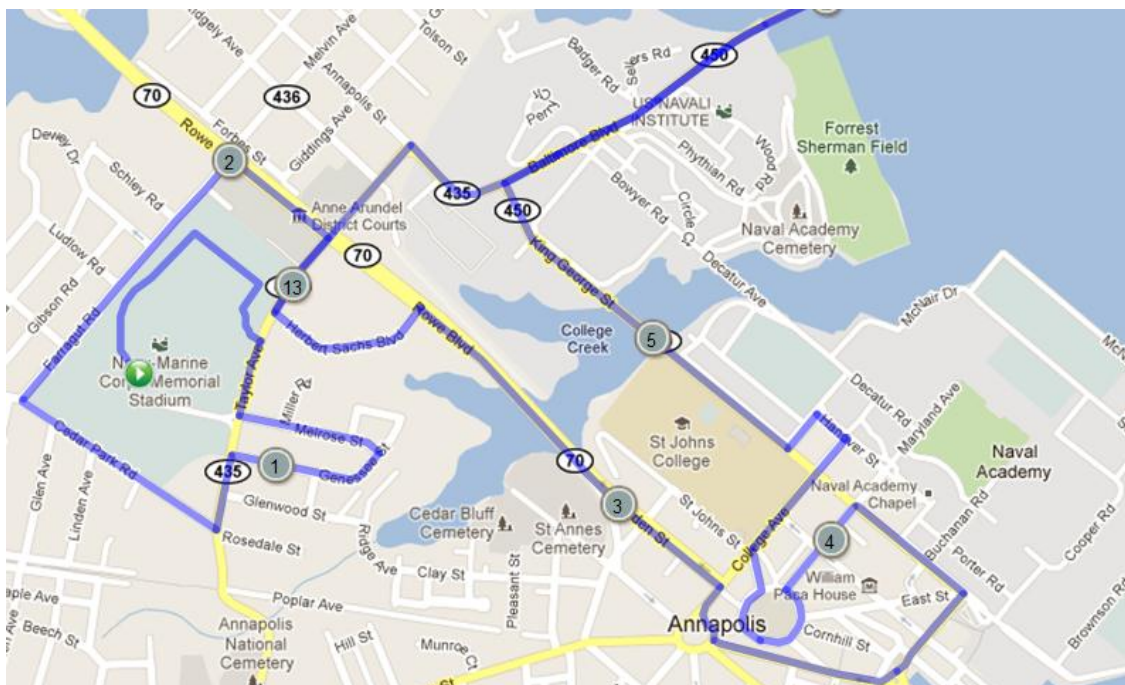 Ridgely Ave
Melvin Ave
Tolson St
Annapolis St
70
436
Rowe
Forbes St
Giddings Ave
Badger Rd
Sellers Rd
450
Perry Cir
US NAVAL
INSTITUTE
Baltimore Blvd
Phythian Rd
Wood Rd
Forrest
Sherman Field
Dewey Dr
Schley Rd
2
435
Bowyer Rd
Circle Ct
Naval Academy
Cemetery
Anne Arundel
District Courts
450
70
King George St
Decatur Ave
McNair Dr
Ludlow Rd
Gibson Rd
13
Herbert Sachs Blvd
Rowe Blvd
College
Creek
5
Farragut Rd
Navy-Marine
Corps Memorial
Stadium
Taylor Ave
Miller Rd
Melrose St
Genessee St
1
435
Cedar Park Rd
Glen Ave
Linden Ave
Glenwood St
Rosedale St
Ridge Ave
Cedar Bluff
Cemetery
St Annes
Cemetery
70
3
St Johns
College
St Johns St
College Ave
Hanover St
Decatur Rd
Maryland Ave
Naval
Academy
Naval Academy
Chapel
Buchanan Rd
Porter Rd
Cooper Rd
4
William
Paca House
East St
Brownson Rd
Clay St
Pleasant St
Poplar Ave
Annapolis
National
Cemetery
Hill St
Munroe Ct
Annapolis
Cornhill St
Beech St